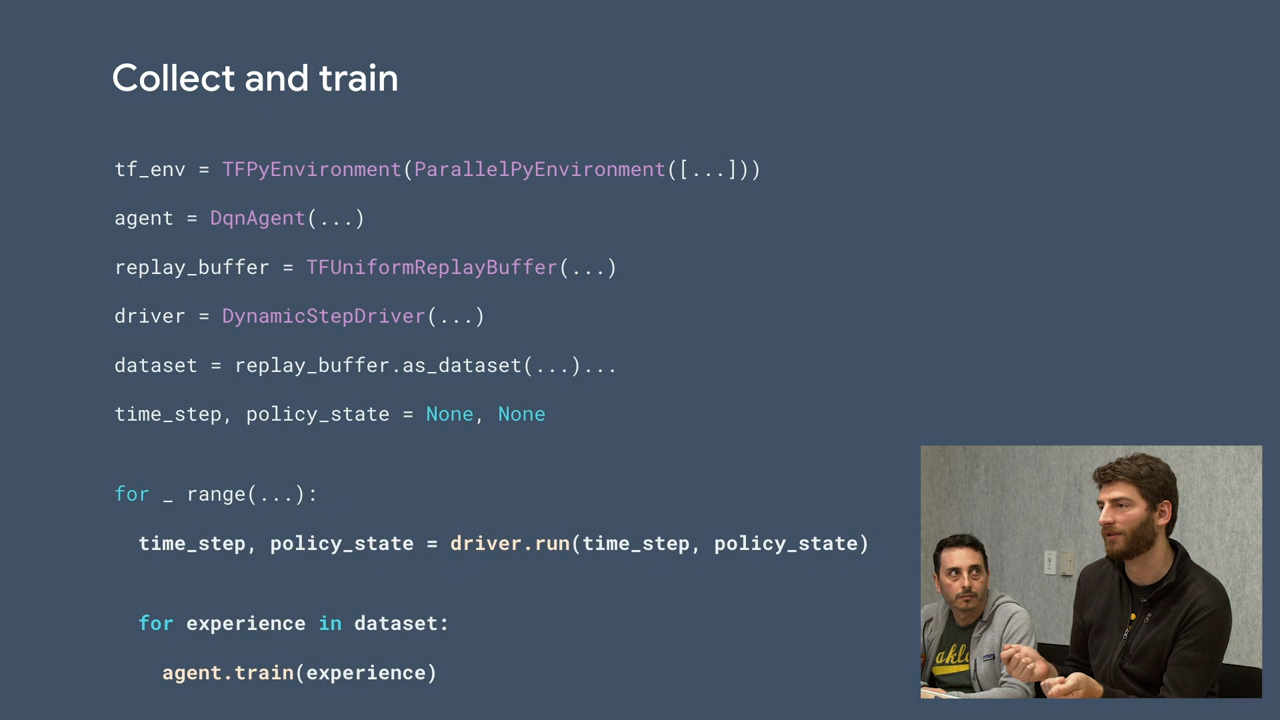 Collect and train
tf_env = TFPyEnvironment(ParallelPyEnvironment([...]))
agent = DqnAgent(...)
replay_buffer = TFUniformReplayBuffer(...)
driver = DynamicStepDriver(...)
dataset = replay_buffer.as_dataset(...)...
time_step, policy_state = None, None
for _ range(...):
time_step, policy_state = driver.run(time_step, policy_state)
for experience in dataset:
agent.train(experience)